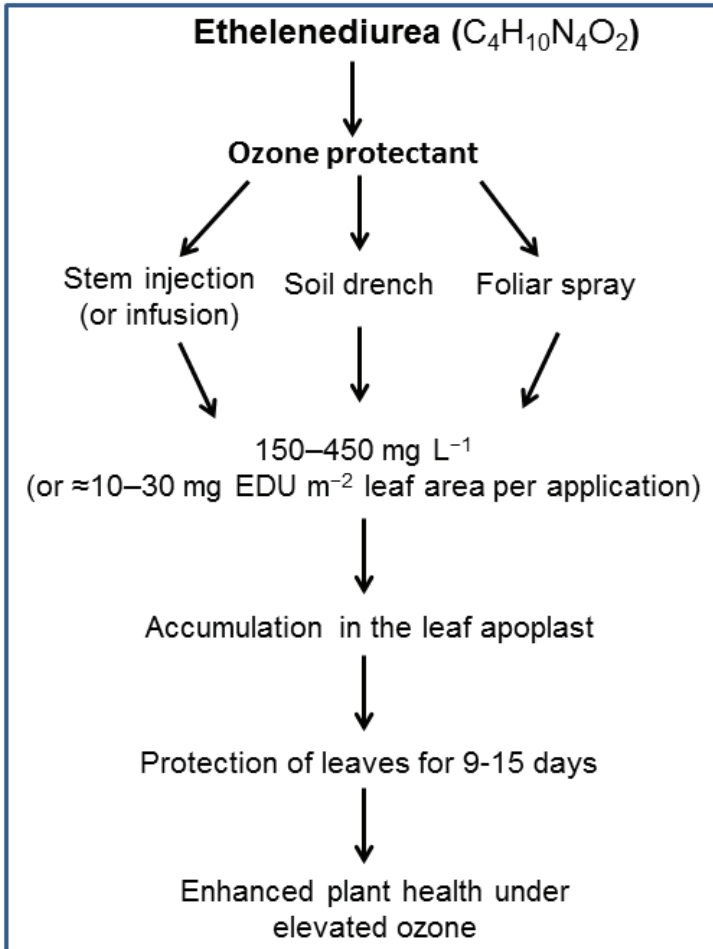 Ethelenediurea (C₄H₁₀N₄O₂)
Ozone protectant
Stem injection
(or infusion)
Soil drench
Foliar spray
150–450 mg L⁻¹
(or ≈10–30 mg EDU m⁻² leaf area per application)
Accumulation in the leaf apoplast
Protection of leaves for 9-15 days
Enhanced plant health under
elevated ozone